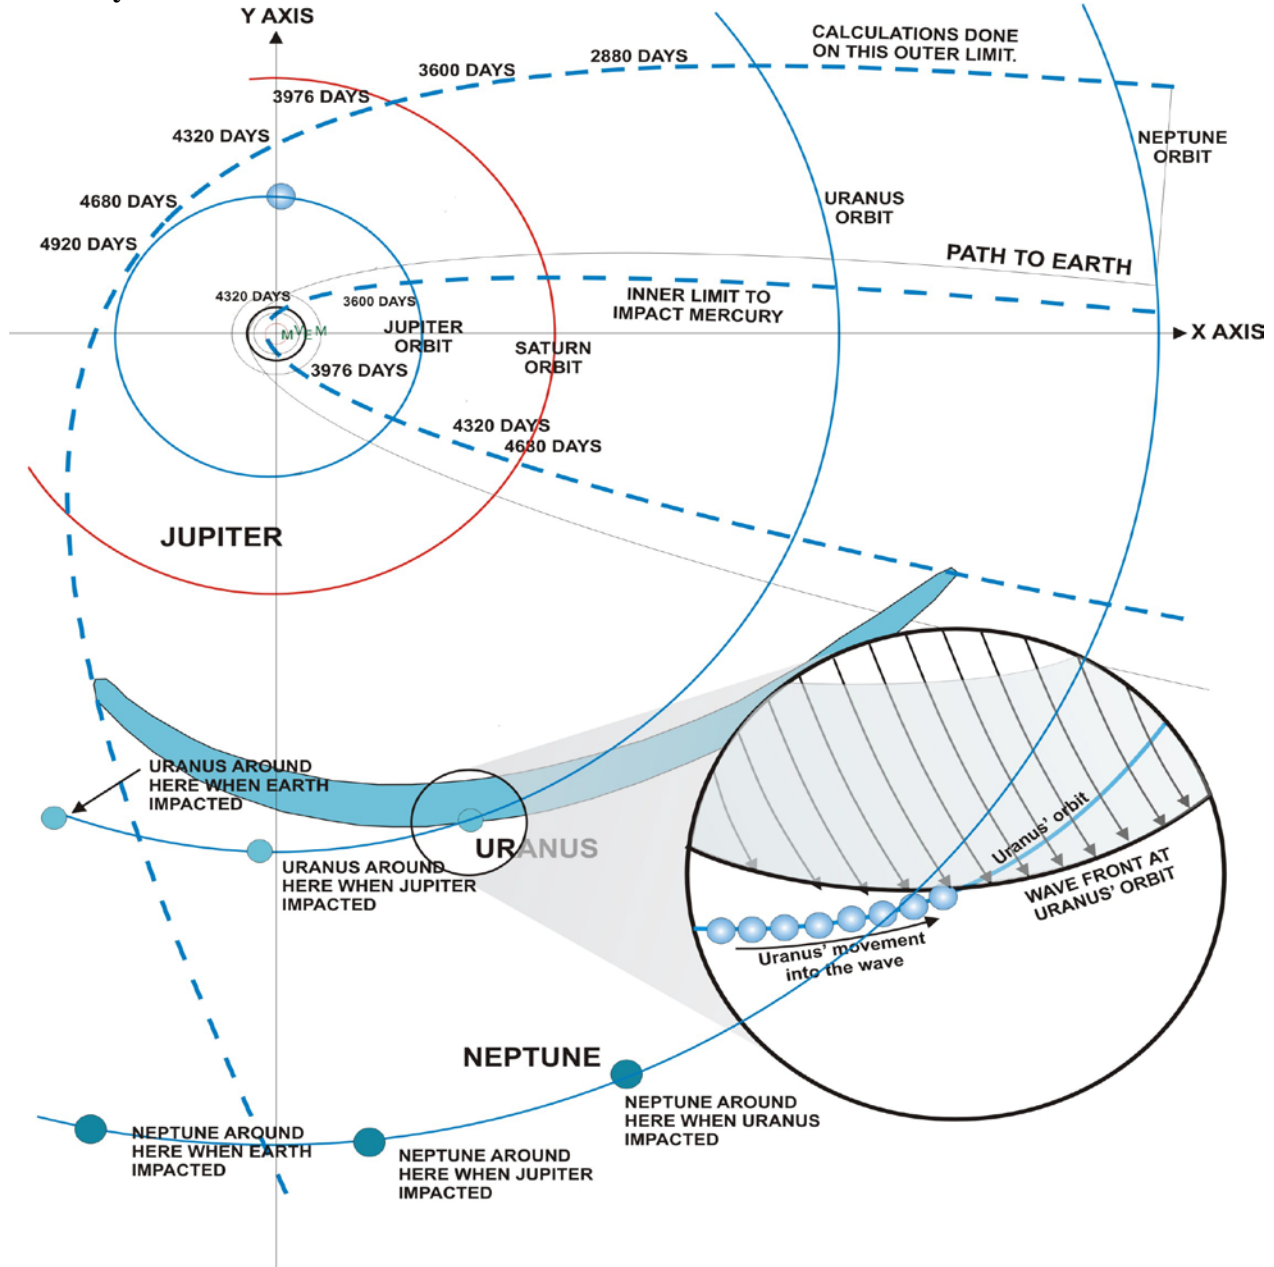 Y AXIS
CALCULATIONS DONE
ON THIS OUTER LIMIT.
2880 DAYS
3600 DAYS
3976 DAYS
4320 DAYS
NEPTUNE
ORBIT
4680 DAYS
URANUS
ORBIT
4920 DAYS
PATH TO EARTH
4320 DAYS
3600 DAYS
INNER LIMIT TO
IMPACT MERCURY
M V E M
JUPITER
ORBIT
X AXIS
SATURN
ORBIT
3976 DAYS
4320 DAYS
4680 DAYS
JUPITER
URANUS AROUND
HERE WHEN EARTH
IMPACTED
URANUS
URANUS AROUND
HERE WHEN JUPITER
IMPACTED
Uranus' orbit
WAVE FRONT AT
URANUS' ORBIT
Uranus' movement
into the wave
NEPTUNE
NEPTUNE AROUND
HERE WHEN URANUS
IMPACTED
NEPTUNE AROUND
HERE WHEN EARTH
IMPACTED
NEPTUNE AROUND
HERE WHEN JUPITER
IMPACTED